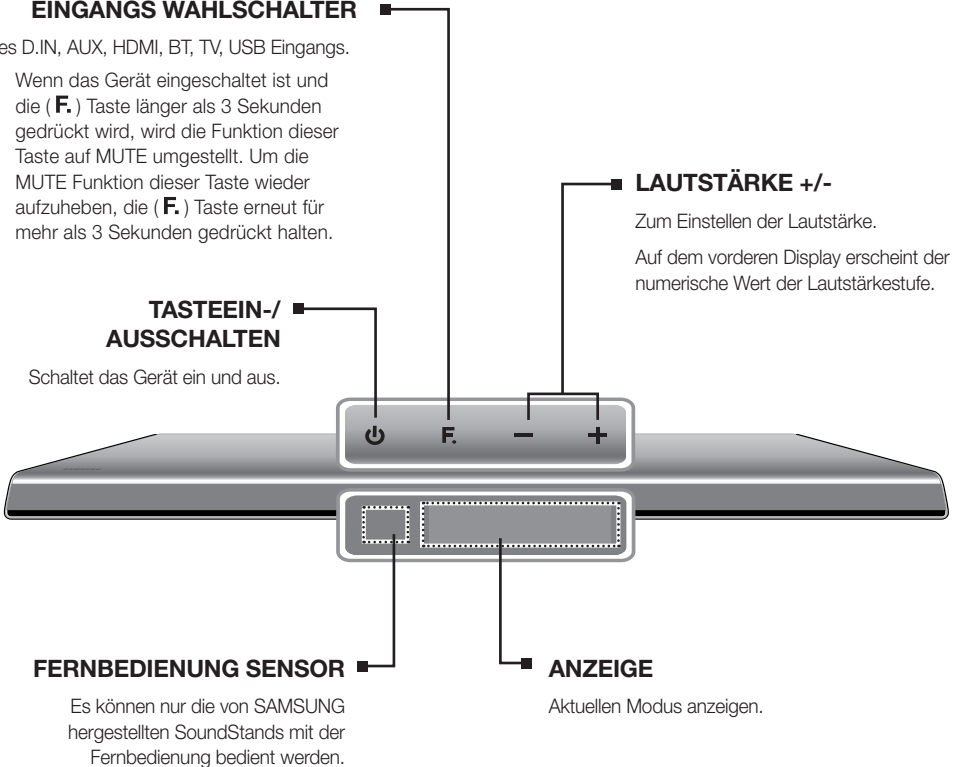 EINGANGS WAHLSCHALTER
D.IN, AUX, HDMI, BT, TV, USB Eingangs.
Wenn das Gerät eingeschaltet ist und
die ( F. ) Taste länger als 3 Sekunden
gedrückt wird, wird die Funktion dieser
Taste auf MUTE umgestellt. Um die
MUTE Funktion dieser Taste wieder
aufzuheben, die ( F. ) Taste erneut für
mehr als 3 Sekunden gedrückt halten.
LAUTSTÄRKE +/-
Zum Einstellen der Lautstärke.
Auf dem vorderen Display erscheint der
numerische Wert der Lautstärkestufe.
TASTEEIN-/
AUSSCHALTEN
Schaltet das Gerät ein und aus.
F. − +
FERNBEDIENUNG SENSOR
Es können nur die von SAMSUNG
hergestellten SoundStands mit der
Fernbedienung bedient werden.
ANZEIGE
Aktuellen Modus anzeigen.